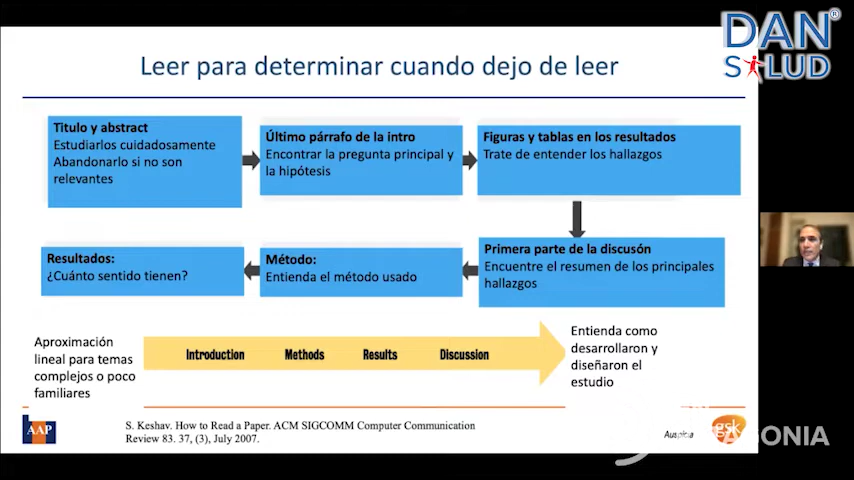 DAN®
SALUD
Leer para determinar cuando dejo de leer
Titulo y abstract
Estudiarlos cuidadosamente
Abandonarlo si no son
relevantes
Último párrafo de la intro
Encontrar la pregunta principal y
la hipótesis
Figuras y tablas en los resultados
Trate de entender los hallazgos
Primera parte de la discusón
Encuentre el resumen de los principales
hallazgos
Método:
Entienda el método usado
Resultados:
¿Cuánto sentido tienen?
Aproximación
lineal para temas
complejos o poco
familiares
Introduction Methods Results Discussion
Entienda como
desarrollaron y
diseñaron el
estudio
AAP
S. Keshav. How to Read a Paper. ACM SIGCOMM Computer Communication
Review 83. 37, (3), July 2007.
gsk